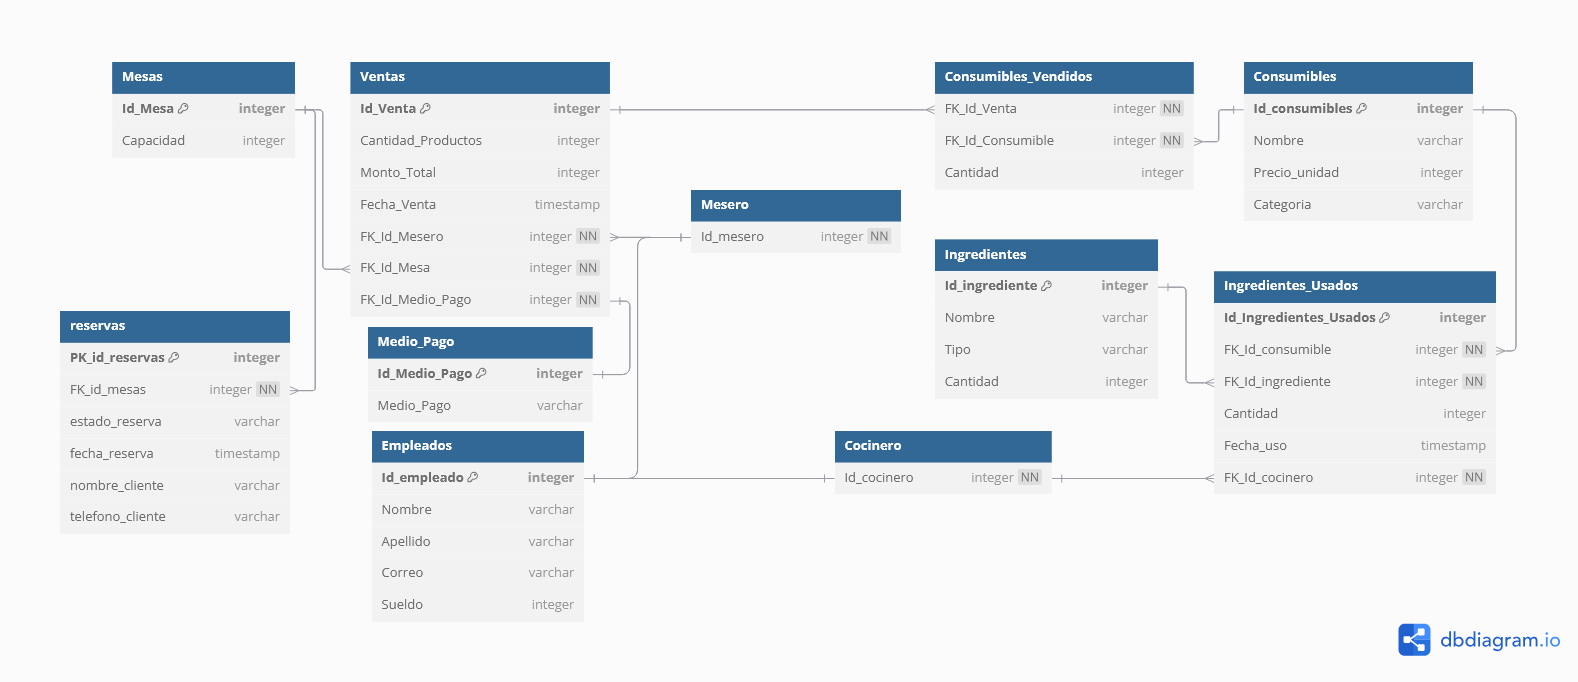 Mesas
Id_Mesa integer
Capacidad integer
Ventas
Id_Venta integer
Cantidad_Productos integer
Monto_Total integer
Fecha_Venta timestamp
FK_Id_Mesero integer NN
FK_Id_Mesa integer NN
FK_Id_Medio_Pago integer NN
Consumibles_Vendidos
FK_Id_Venta integer NN
FK_Id_Consumible integer NN
Cantidad integer
Consumibles
Id_consumibles integer
Nombre varchar
Precio_unidad integer
Categoria varchar
Mesero
Id_mesero integer NN
Ingredientes
Id_ingrediente integer
Nombre varchar
Tipo varchar
Cantidad integer
Ingredientes_Usados
Id_Ingredientes_Usados integer
FK_Id_consumible integer NN
FK_Id_ingrediente integer NN
Cantidad integer
Fecha_uso timestamp
FK_Id_cocinero integer NN
reservas
PK_id_reservas integer
FK_id_mesas integer NN
estado_reserva varchar
fecha_reserva timestamp
nombre_cliente varchar
telefono_cliente varchar
Medio_Pago
Id_Medio_Pago integer
Medio_Pago varchar
Empleados
Id_empleado integer
Nombre varchar
Apellido varchar
Correo varchar
Sueldo integer
Cocinero
Id_cocinero integer NN
dbdiagram.io